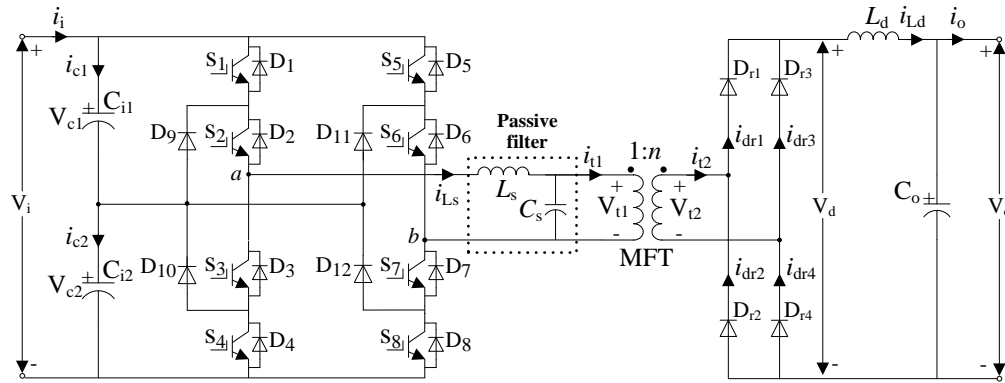 i_i
+
i_c1
+
V_c1
C_i1
V_i
i_c2
+
V_c2
C_i2
-
S_1
D_1
S_5
D_5
D_9
S_2
D_2
D_11
S_6
D_6
a
b
D_10
S_3
D_3
D_12
S_7
D_7
S_4
D_4
S_8
D_8
Passive
filter
i_Ls
L_s
C_s
i_t1
1:n
i_t2
+
V_t1
-
+
V_t2
-
MFT
D_r1
D_r3
i_dr1
i_dr3
i_dr2
i_dr4
D_r2
D_r4
+
V_d
-
L_d
i_Ld
i_o
C_o
+
+
-